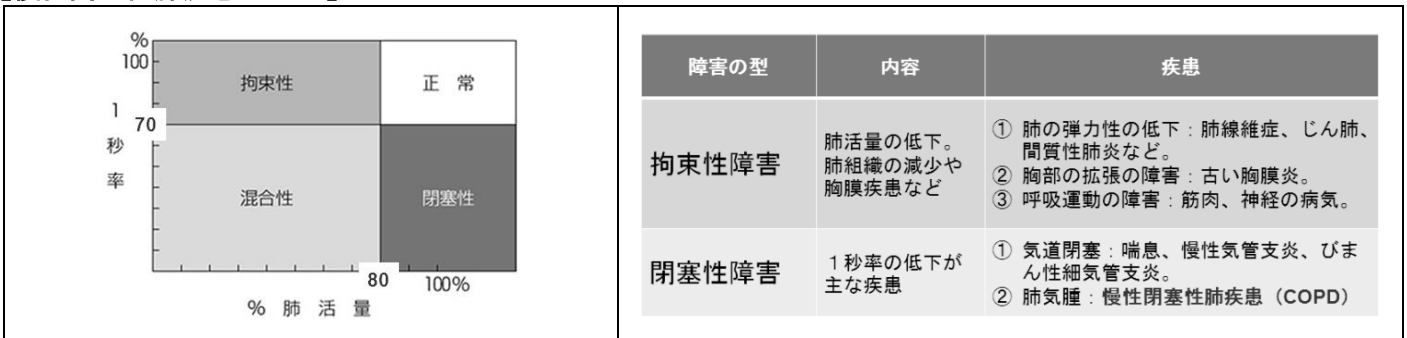 %
100
拘束性
正 常
1
70
秒
率
混合性
閉塞性
80
100%
% 肺 活 量
障害の型
内容
疾患
拘束性障害
肺活量の低下。
肺組織の減少や
胸膜疾患など
① 肺の弾力性の低下：肺線維症、じん肺、
間質性肺炎など。
② 胸部の拡張の障害：古い胸膜炎。
③ 呼吸運動の障害：筋肉、神経の病気。
閉塞性障害
１秒率の低下が
主な疾患
① 気道閉塞：喘息、慢性気管支炎、びま
ん性細気管支炎。
② 肺気腫：慢性閉塞性肺疾患（COPD）